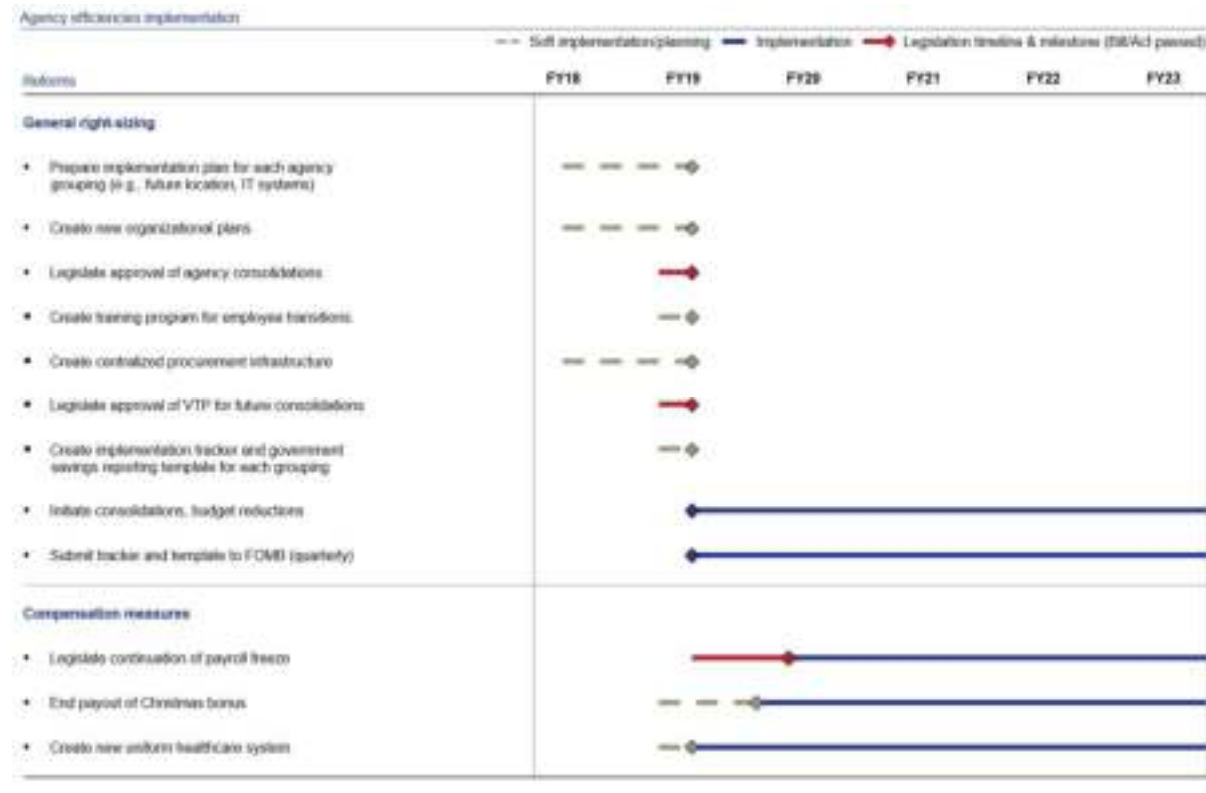 Agency efficiencies implementation
Soft implementation/planning Implementation Legislation timeline & milestone (Bill/Act passed)
Reforms FY18 FY19 FY20 FY21 FY22 FY23
General right-sizing
• Prepare implementation plan for each agency
grouping (e.g., future location, IT systems)
• Create new organizational plans
• Legislate approval of agency consolidations
• Create training program for employee transitions
• Create centralized procurement infrastructure
• Legislate approval of VTP for future consolidations
• Create implementation tracker and government
savings reporting template for each grouping
• Initiate consolidations, budget reductions
• Submit tracker and template to FOMB (quarterly)
Compensation measures
• Legislate continuation of payroll freeze
• End payout of Christmas bonus
• Create new uniform healthcare system